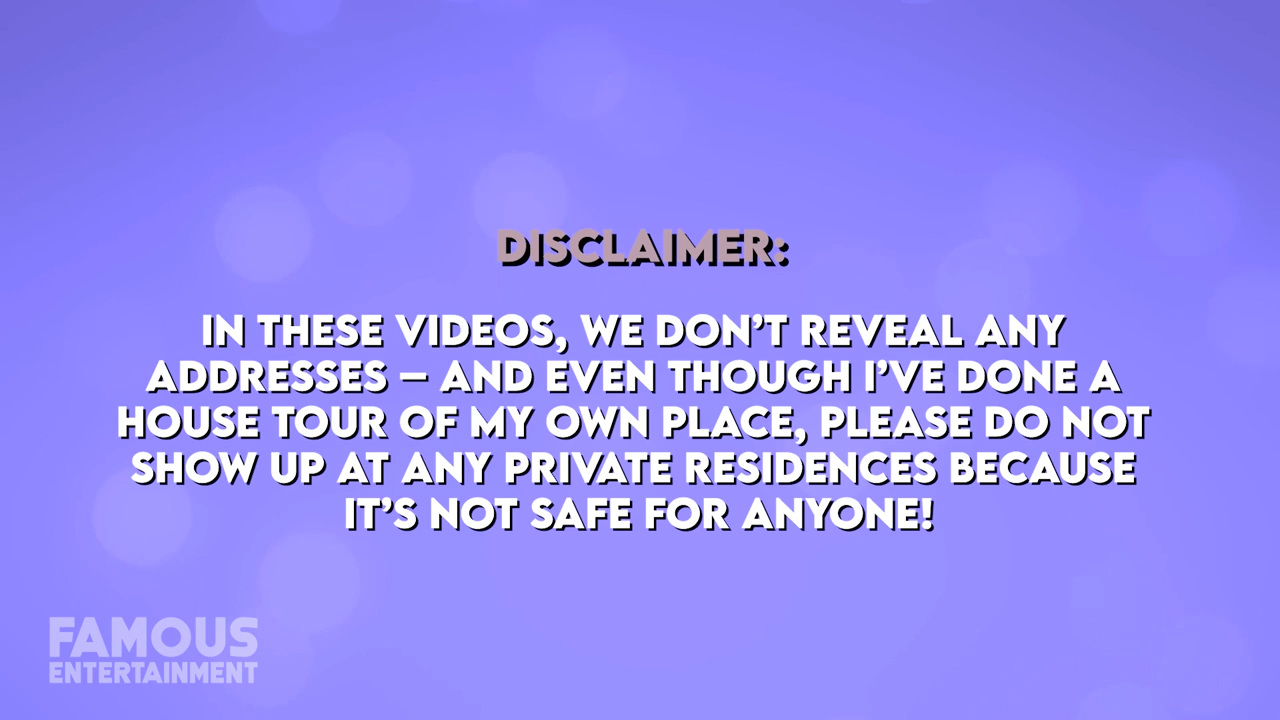 DISCLAIMER:
IN THESE VIDEOS, WE DON’T REVEAL ANY
ADDRESSES – AND EVEN THOUGH I’VE DONE A
HOUSE TOUR OF MY OWN PLACE, PLEASE DO NOT
SHOW UP AT ANY PRIVATE RESIDENCES BECAUSE
IT’S NOT SAFE FOR ANYONE!
FAMOUS
ENTERTAINMENT